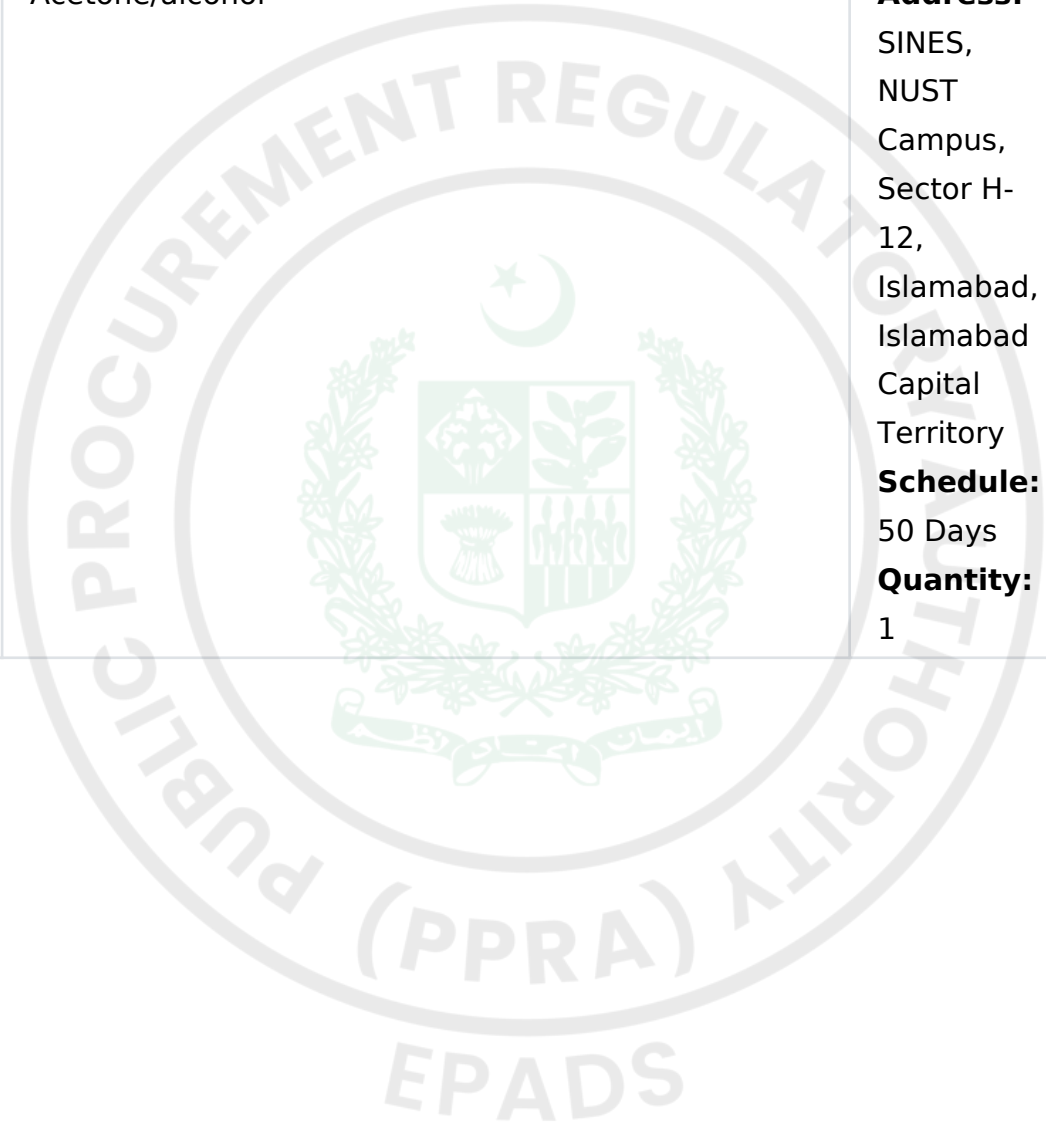 Acetone/alcohol
Address:
SINES,
NUST
Campus,
Sector H-
12,
Islamabad,
Islamabad
Capital
Territory
Schedule:
50 Days
Quantity:
1
PUBLIC PROCUREMENT REGULATORY AUTHORITY
(PPRA)
EPADS